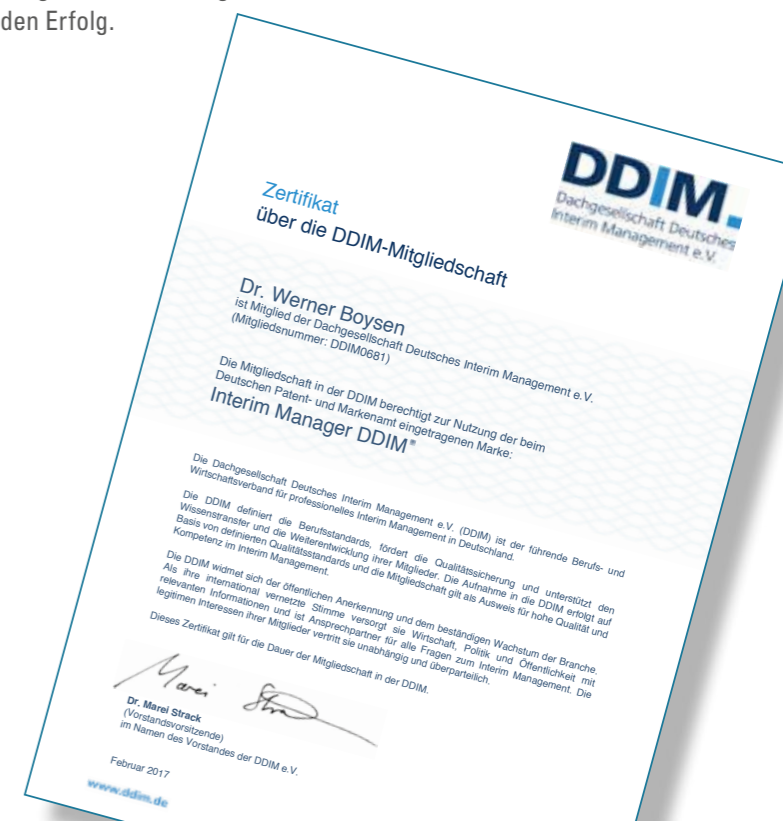 den Erfolg.
DDIM.
Dachgesellschaft Deutsches
Interim Management e.V.
Zertifikat
über die DDIM-Mitgliedschaft
Dr. Werner Boysen
ist Mitglied der Dachgesellschaft Deutsches Interim Management e.V.
(Mitgliedsnummer: DDIM0681)
Die Mitgliedschaft in der DDIM berechtigt zur Nutzung der beim
Deutschen Patent- und Markenamt eingetragenen Marke:
Interim Manager DDIM®
Die Dachgesellschaft Deutsches Interim Management e.V. (DDIM) ist der führende Berufs- und
Wirtschaftsverband für professionelles Interim Management in Deutschland.
Die DDIM definiert die Berufsstandards, fördert die Qualitätssicherung und unterstützt den
Wissenstransfer und die Weiterentwicklung ihrer Mitglieder. Die Aufnahme in die DDIM erfolgt auf
Basis von definierten Qualitätsstandards und die Mitgliedschaft gilt als Ausweis für hohe Qualität und
Kompetenz im Interim Management.
Die DDIM widmet sich der öffentlichen Anerkennung und dem beständigen Wachstum der Branche.
Als ihre international vernetzte Stimme versorgt sie Wirtschaft, Politik und Öffentlichkeit mit
relevanten Informationen und ist Ansprechpartner für alle Fragen zum Interim Management. Die
legitimen Interessen ihrer Mitglieder vertritt sie unabhängig und überparteilich.
Dieses Zertifikat gilt für die Dauer der Mitgliedschaft in der DDIM.
Marei Strack
Dr. Marei Strack
(Vorstandsvorsitzende)
im Namen des Vorstandes der DDIM e.V.
Februar 2017
www.ddim.de